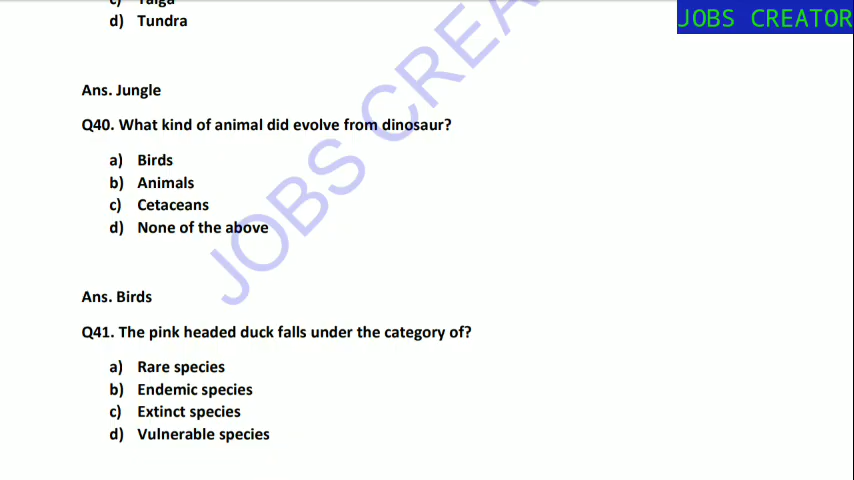 c) Taiga
d) Tundra
JOBS CREATOR
Ans. Jungle
Q40. What kind of animal did evolve from dinosaur?
a) Birds
b) Animals
c) Cetaceans
d) None of the above
Ans. Birds
Q41. The pink headed duck falls under the category of?
a) Rare species
b) Endemic species
c) Extinct species
d) Vulnerable species
JOBS CREA